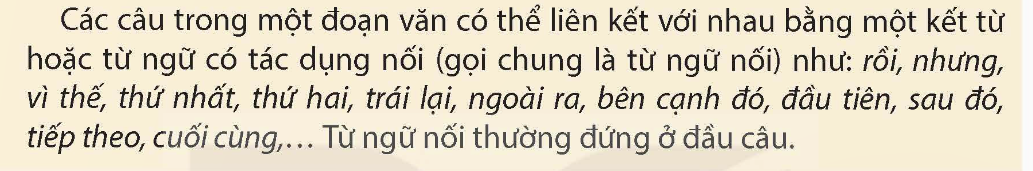 Các câu trong một đoạn văn có thể liên kết với nhau bằng một kết từ
hoặc từ ngữ có tác dụng nối (gọi chung là từ ngữ nối) như: rồi, nhưng,
vì thế, thứ nhất, thứ hai, trái lại, ngoài ra, bên cạnh đó, đầu tiên, sau đó,
tiếp theo, cuối cùng,… Từ ngữ nối thường đứng ở đầu câu.